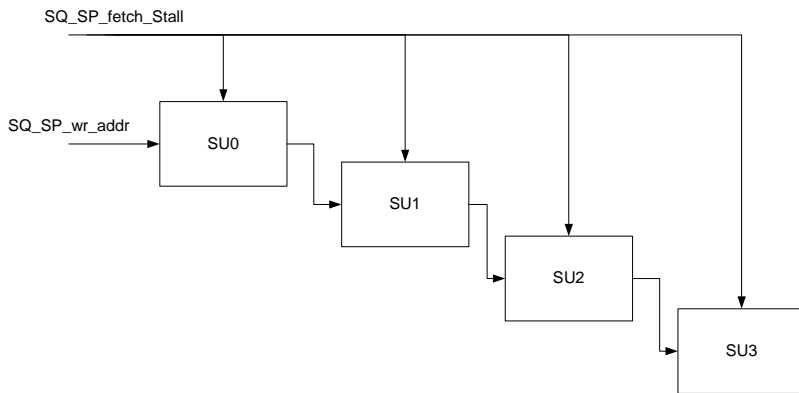 SQ_SP_fetch_Stall
SQ_SP_wr_addr
SU0
SU1
SU2
SU3